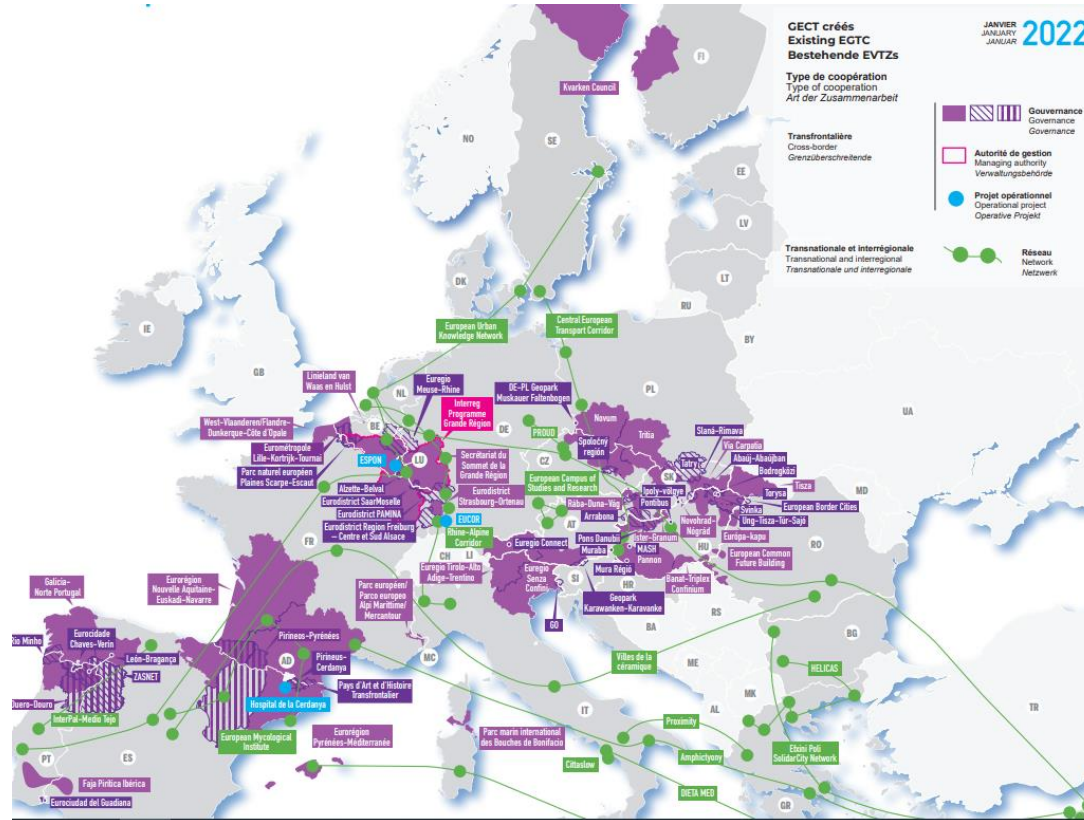 GECT créés
Existing EGTC
Bestehende EVTZs
JANVIER
JANUARY
JANUAR
2022
Type de coopération
Type of cooperation
Art der Zusammenarbeit
Transfrontalière
Cross-border
Grenzüberschreitende
Gouvernance
Governance
Governance
Autorité de gestion
Managing authority
Verwaltungsbehörde
Projet opérationnel
Operational project
Operative Projekt
Transnationale et interrégionale
Transnational and interregional
Transnationale und interregionale
Réseau
Network
Netzwerk
Kvarken Council
FI
NO
SE
EE
LV
LT
RU
BY
DK
IE
GB
European Urban
Knowledge Network
Central European
Transport Corridor
Linieland van
Waas en Hulst
NL
Euregio
Meuse-Rhine
DE-PL Geopark
Muskauer Faltenbogen
PL
UA
West-Vlaanderen/Flandre-
Dunkerque-Côte d'Opale
BE
Interreg
Programme
Grande Région
DE
Novum
Tritia
PROUD
Spoločný
región
Slaná-Rimava
Via Carpatia
Eurométropole
Lille-Kortrijk-Tournai
ESPON
LU
Secrétariat du
Sommet de la
Grande Région
CZ
Tatry
Abaúj-Abaújban
Bodrogközi
Parc naturel européen
Plaines Scarpe-Escaut
European Campus of
Studies and Research
SK
Tisza
MD
Alzette-Belval
Eurodistrict
Strasbourg-Ortenau
Ipoly-völgye
Torysa
Eurodistrict SaarMoselle
Rába-Duna-Vág
Pontibus
European Border Cities
Eurodistrict PAMINA
EUCOR
Arrabona
Svinka
Eurodistrict Region Freiburg
– Centre et Sud Alsace
Rhine-Alpine
Corridor
AT
Novohrad-
Nógrád
Ung-Tisza-Túr-Sajó
FR
CH
LI
Euregio Connect
Pons Danubii
Ister-Granum
Európa-kapu
RO
Muraba
MASH
HU
European Common
Future Building
Euregio Tirolo-Alto
Adige-Trentino
Mura Régió
Pannon
Eurorégion
Nouvelle Aquitaine-
Euskadi-Navarre
Parc européen/
Parco europeo
Alpi Marittime/
Mercantour
Euregio
Senza
Confini
SI
HR
Banat-Triplex
Continium
Galicia-
Norte Portugal
Geopark
Karawanken-Karavanke
GO
BA
RS
Eurocidade
Chaves-Verín
Pirineos-Pyrénées
MC
Villes de la
céramique
BG
León-Bragança
AD
Pirineus-
Cerdanya
ME
HELICAS
ZASNET
Pays d'Art et d'Histoire
Transfrontalier
MK
Hospital de la Cerdanya
IT
AL
TR
InterPal-Medio Tejo
European Mycological
Institute
Eurorégion
Pyrénées-Méditerranée
Parc marin international
des Bouches de Bonifacio
Proximity
PT
ES
Cittaslow
Amphictyony
Efxini Poli
SolidarCity Network
Faja Pirítica Ibérica
DIETA MED
Eurociudad del Guadiana
GR